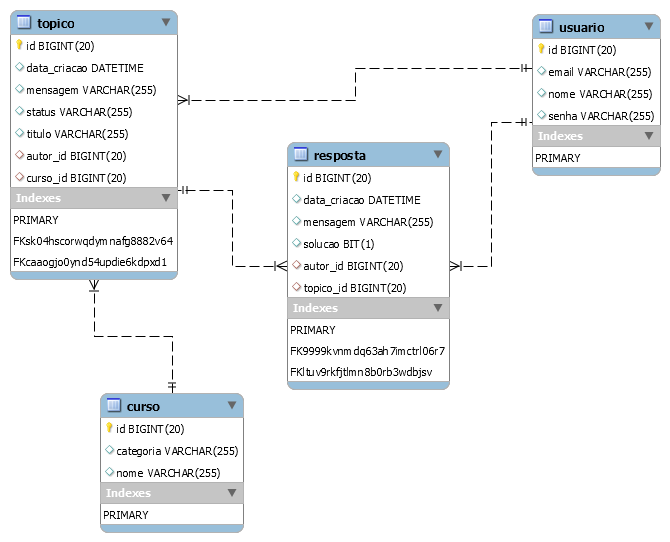 topico
id BIGINT(20)
data_criacao DATETIME
mensagem VARCHAR(255)
status VARCHAR(255)
titulo VARCHAR(255)
autor_id BIGINT(20)
curso_id BIGINT(20)
Indexes
PRIMARY
FKsk04hscorwqdymnafg8882v64
FKcaaogjo0ynd54updie6kdpxd1
usuario
id BIGINT(20)
email VARCHAR(255)
nome VARCHAR(255)
senha VARCHAR(255)
Indexes
PRIMARY
resposta
id BIGINT(20)
data_criacao DATETIME
mensagem VARCHAR(255)
solucao BIT(1)
autor_id BIGINT(20)
topico_id BIGINT(20)
Indexes
PRIMARY
FK9999kvnmdq63ah7imctrl06r7
FKltuv9rkfjtlmn8b0rb3wdbjsv
curso
id BIGINT(20)
categoria VARCHAR(255)
nome VARCHAR(255)
Indexes
PRIMARY